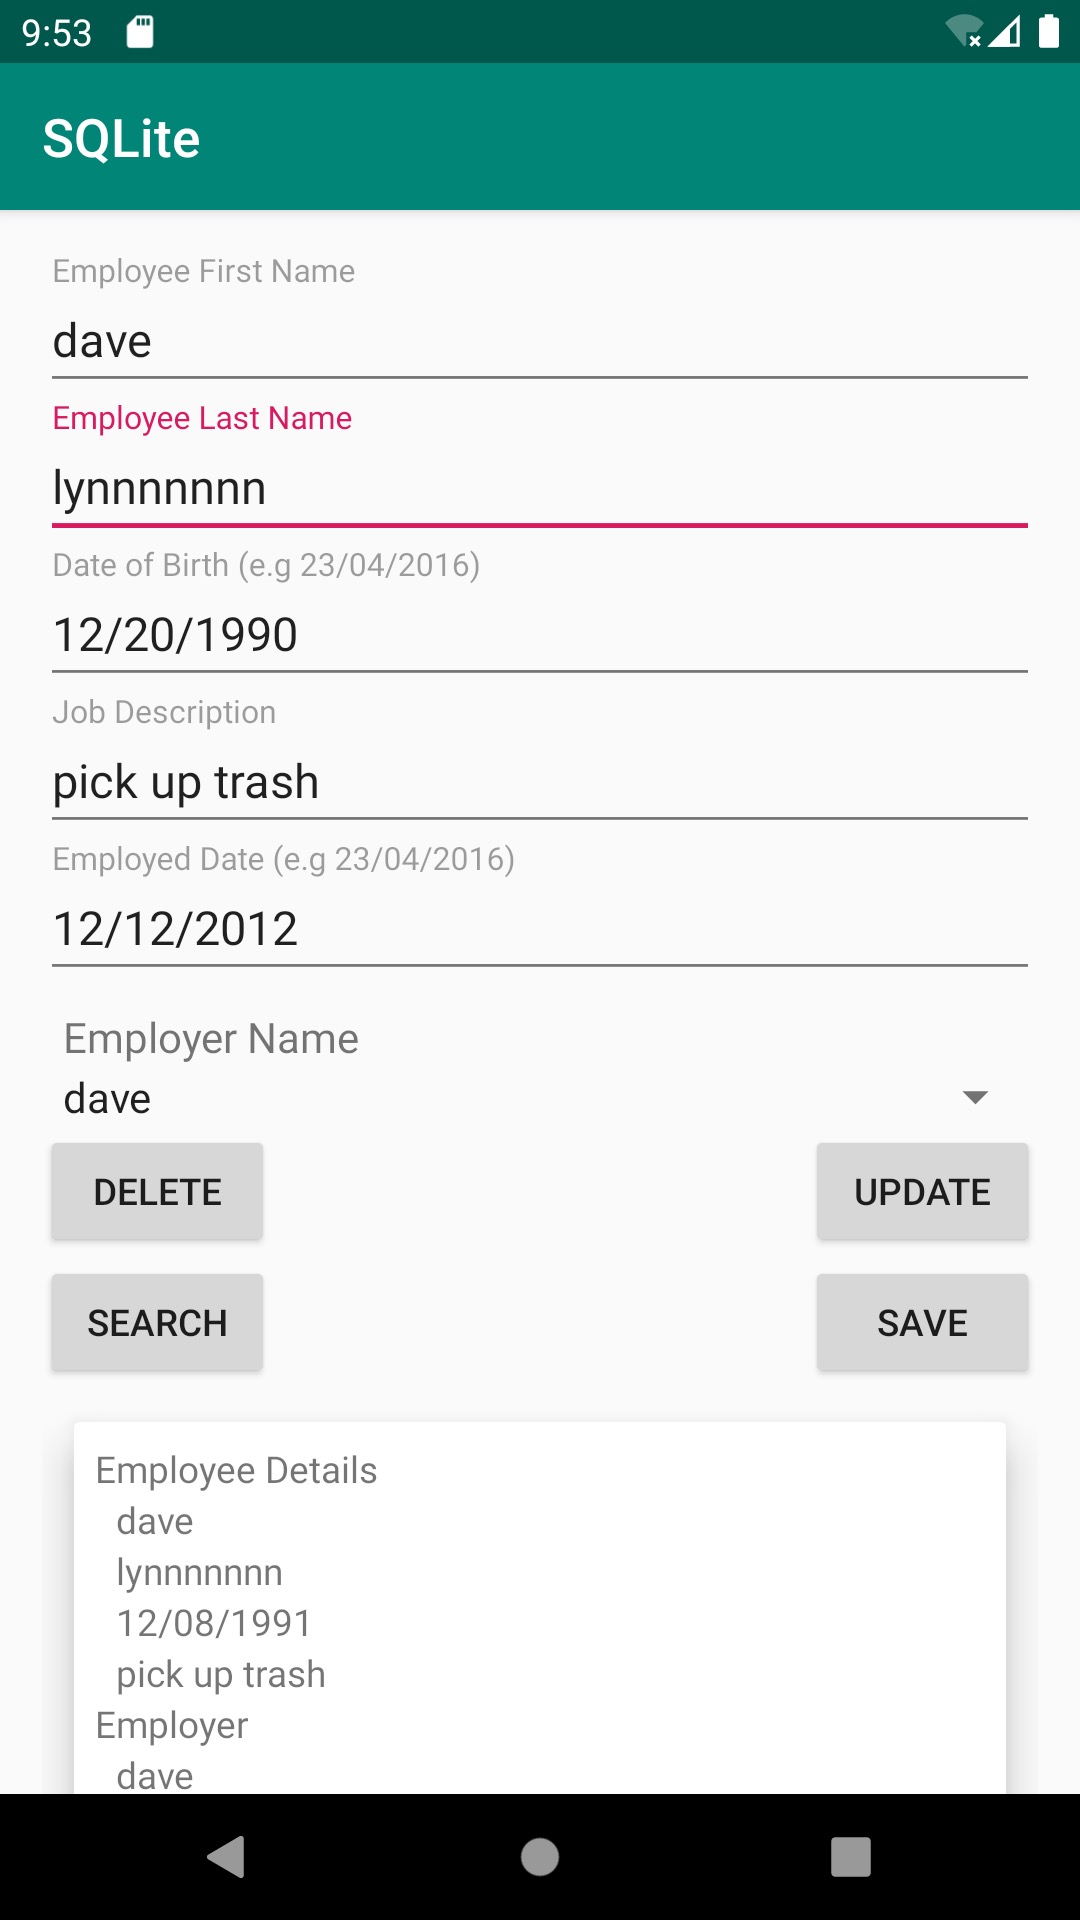 9:53
SQLite
Employee First Name
dave
Employee Last Name
lynnnnnnn
Date of Birth (e.g 23/04/2016)
12/20/1990
Job Description
pick up trash
Employed Date (e.g 23/04/2016)
12/12/2012
Employer Name
dave
DELETE
UPDATE
SEARCH
SAVE
Employee Details
dave
lynnnnnnn
12/08/1991
pick up trash
Employer
dave